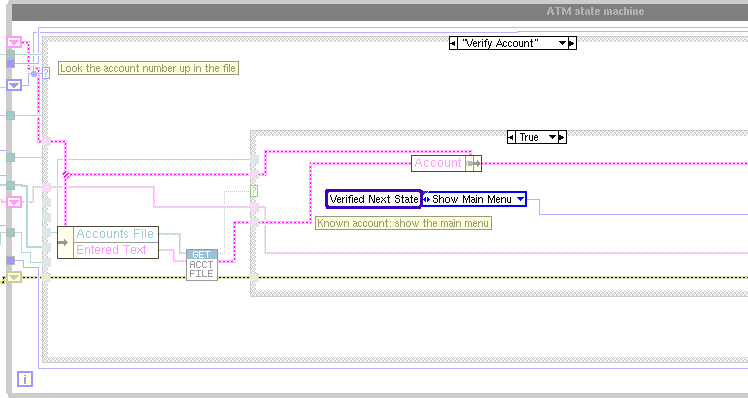 ATM state machine
"Verify Account"
Look the account number up in the file
?
True
Account
?
Verified Next State
Show Main Menu
Known account: show the main menu
Accounts File
Entered Text
GET
ACCT
FILE
i